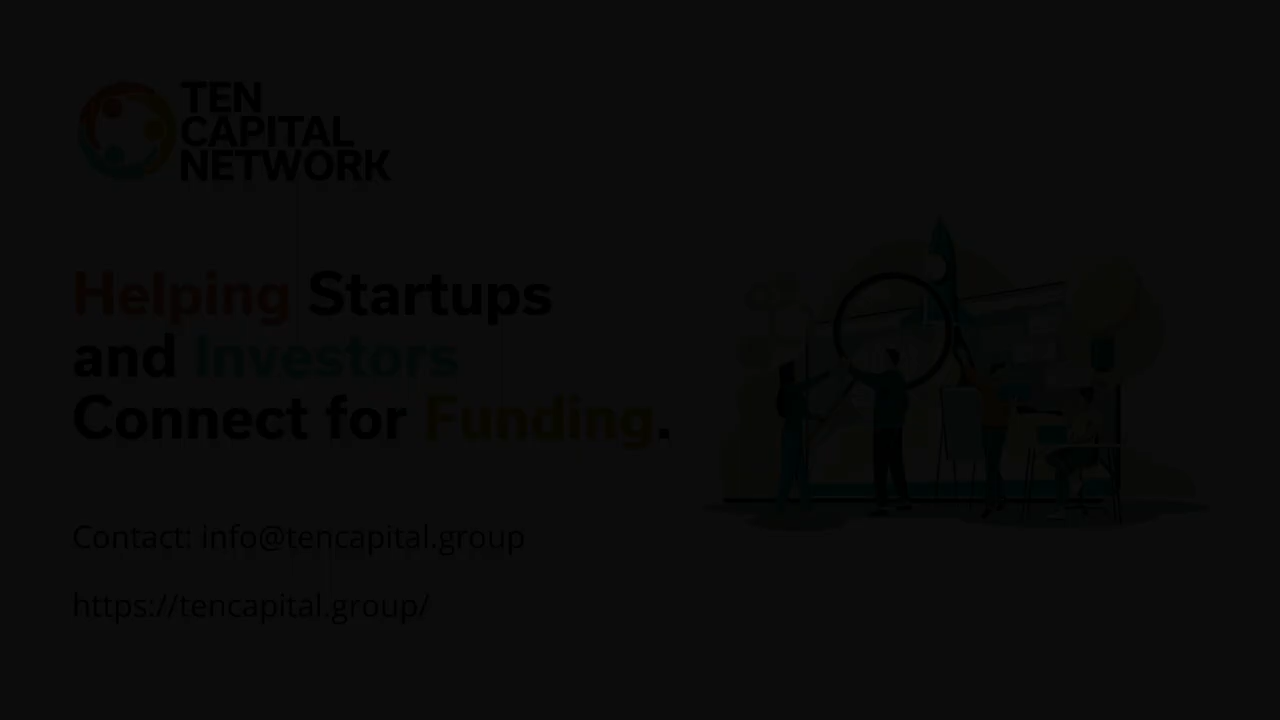 TEN
CAPITAL
NETWORK
Helping Startups
and Investors
Connect for Funding.
Contact: info@tencapital.group
https://tencapital.group/